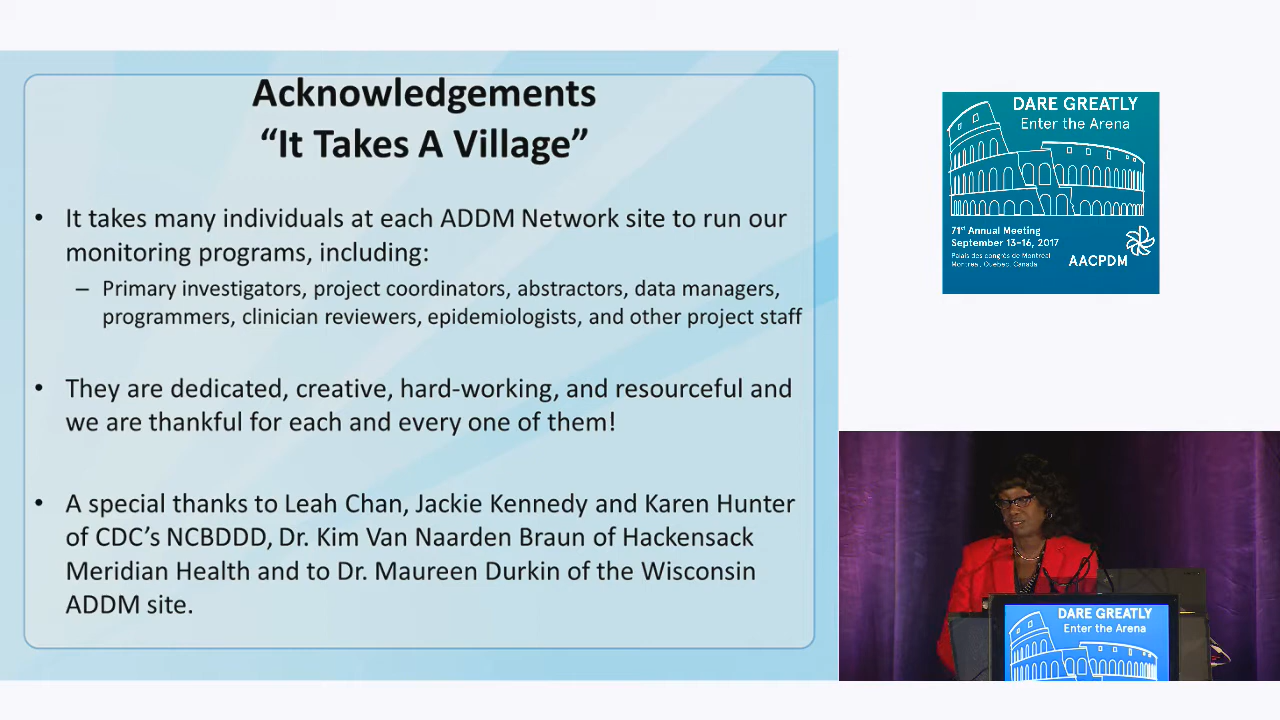 Acknowledgements
“It Takes A Village”
• It takes many individuals at each ADDM Network site to run our
monitoring programs, including:
– Primary investigators, project coordinators, abstractors, data managers,
programmers, clinician reviewers, epidemiologists, and other project staff
• They are dedicated, creative, hard-working, and resourceful and
we are thankful for each and every one of them!
• A special thanks to Leah Chan, Jackie Kennedy and Karen Hunter
of CDC’s NCBDDD, Dr. Kim Van Naarden Braun of Hackensack
Meridian Health and to Dr. Maureen Durkin of the Wisconsin
ADDM site.
DARE GREATLY
Enter the Arena
71st Annual Meeting
September 13-16, 2017
Palais des congrès de Montréal
Montréal, Quebec, Canada
AACPDM
DARE GREATLY
Enter the Arena